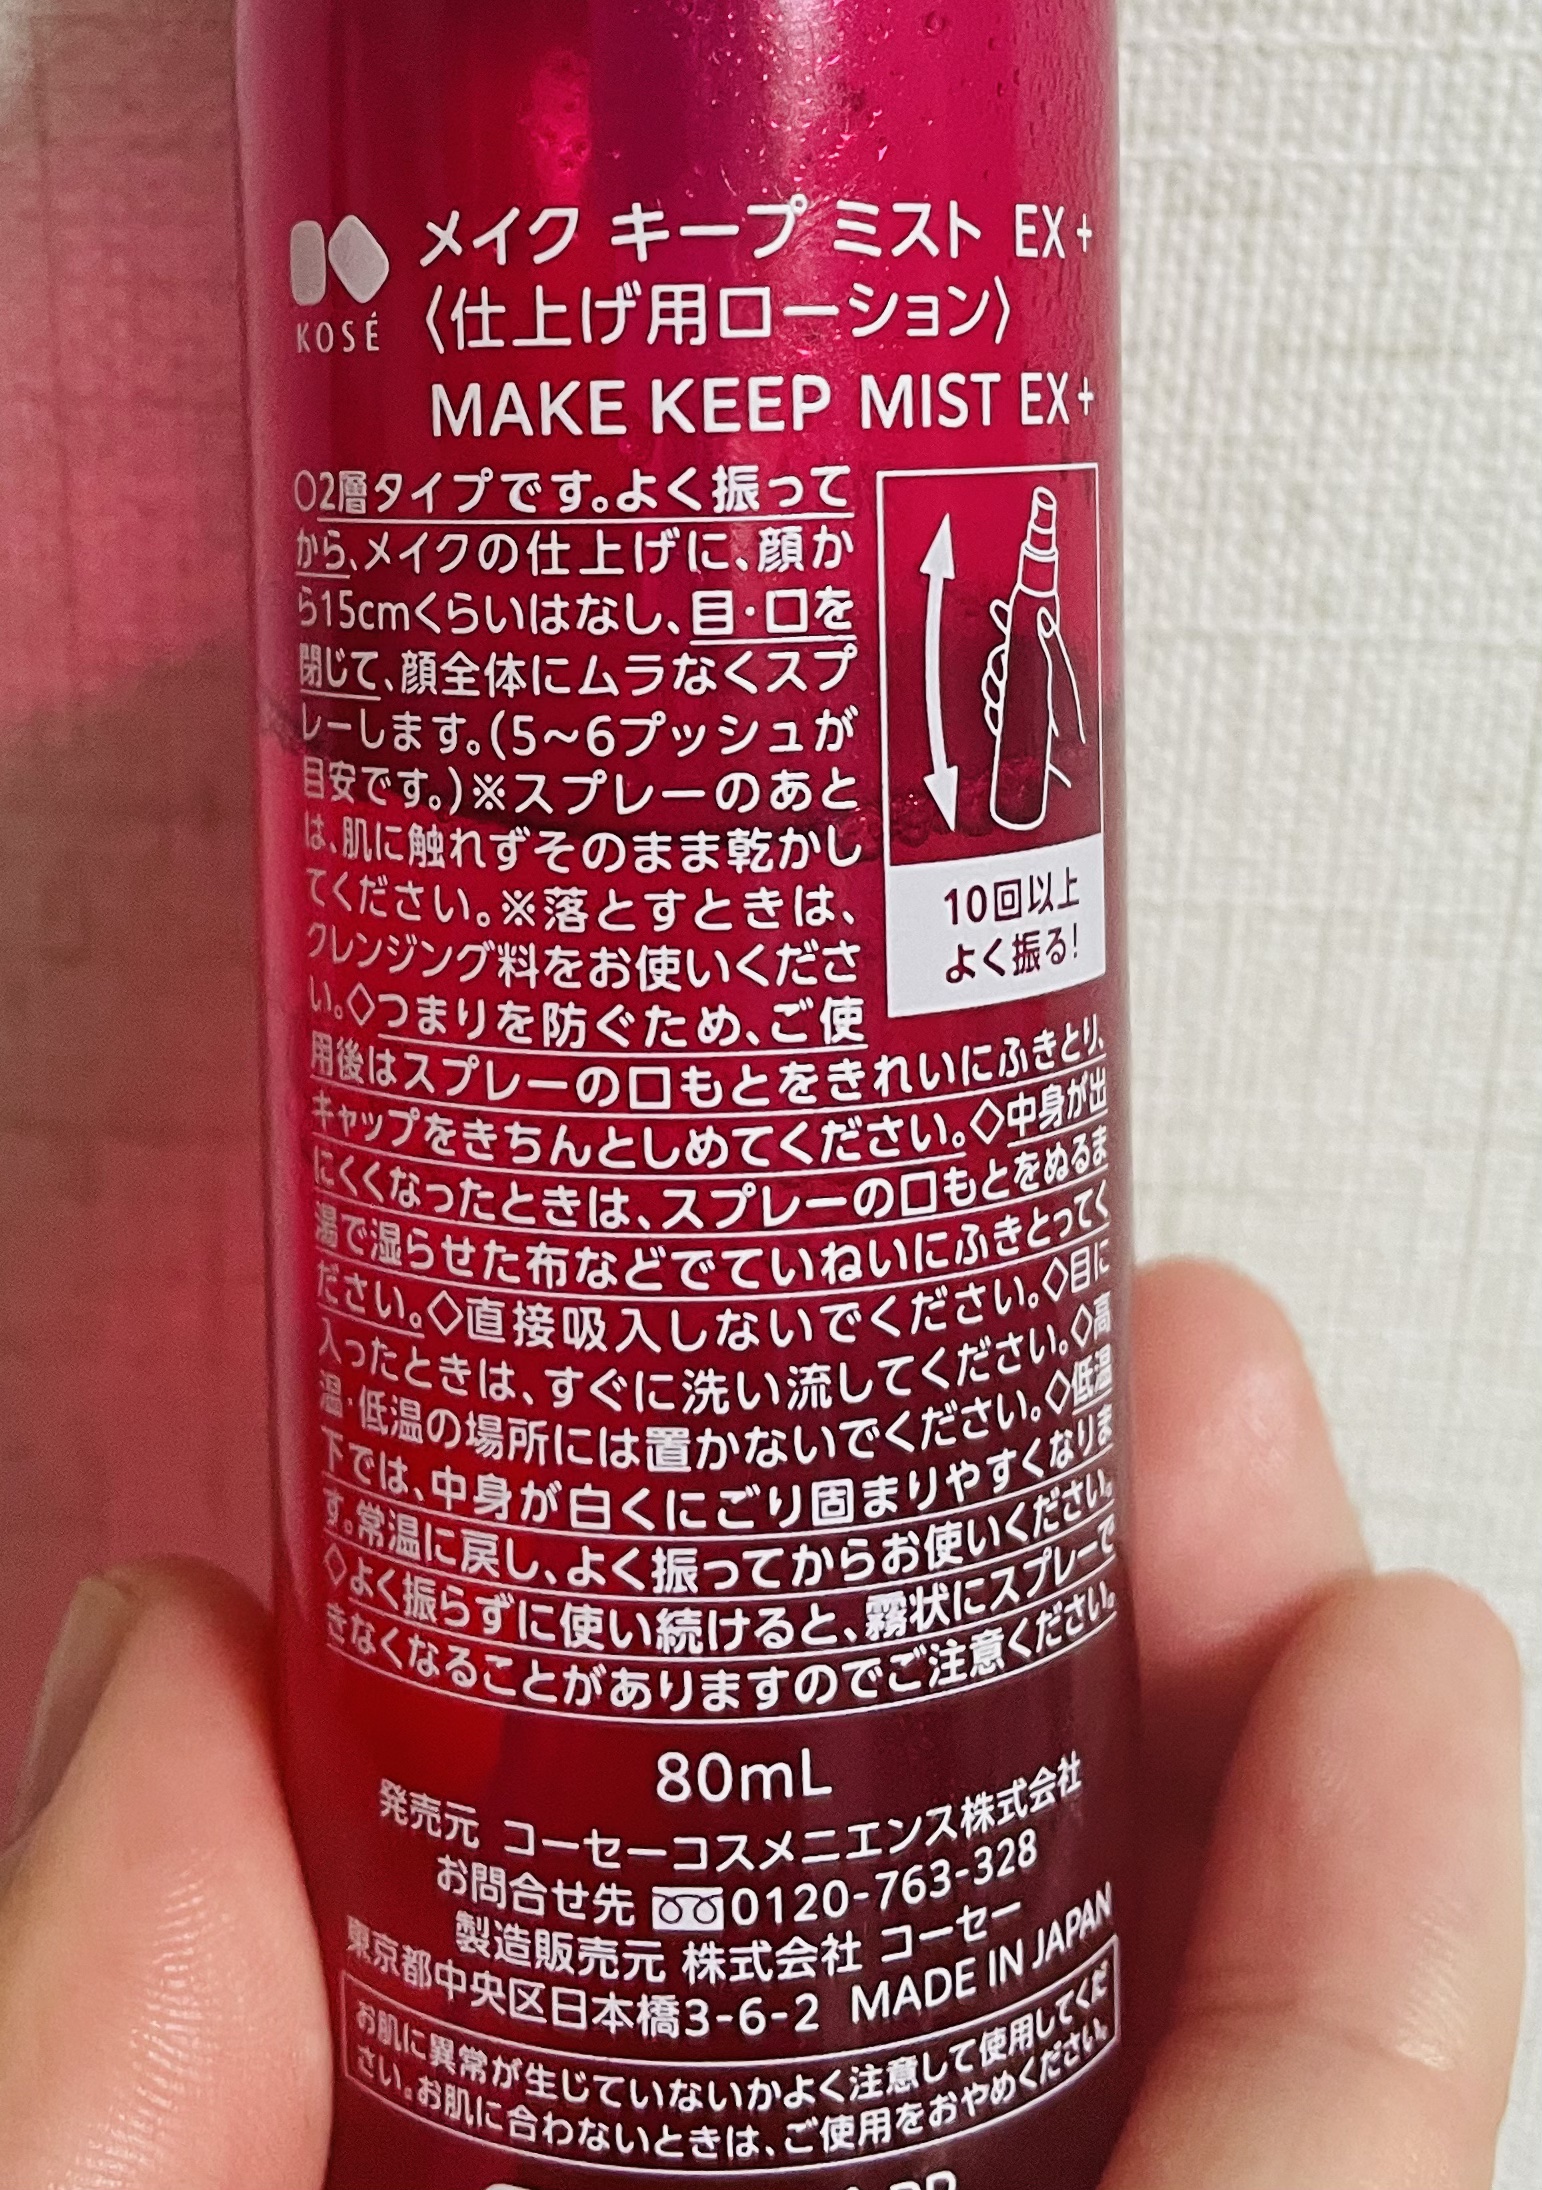 メイク キープ ミスト EX+
KOSÉ
〈仕上げ用ローション〉
MAKE KEEP MIST EX+
○2層タイプです。よく振って
から、メイクの仕上げに、顔か
ら15cmくらいはなし、目・口を
閉じて、顔全体にムラなくスプ
レーします。(5~6プッシュが
目安です。)※スプレーのあと
は、肌に触れずそのまま乾かし
てください。※落とすときは、
クレンジング料をお使いくださ
い。◇つまりを防ぐため、ご使
10回以上
よく振る!
用後はスプレーの口もとをきれいにふきとり、
キャップをきちんとしめてください。◇中身が出
にくくなったときは、スプレーの口もとをぬるま
湯で湿らせた布などでていねいにふきとってく
ださい。◇直接吸入しないでください。◇目に
入ったときは、すぐに洗い流してください。◇高
温・低温の場所には置かないでください。◇低温
下では、中身が白くにごり固まりやすくなりま
す。常温に戻し、よく振ってからお使いください。
◇よく振らずに使い続けると、霧状にスプレーで
きなくなることがありますのでご注意ください。
80mL
発売元 コーセーコスメニエンス株式会社
お問合せ先 0120-763-328
製造販売元 株式会社 コーセー
東京都中央区日本橋3-6-2 MADE IN JAPAN
お肌に異常が生じていないかよく注意して使用してくだ
さい。お肌に合わないときは、ご使用をおやめください。